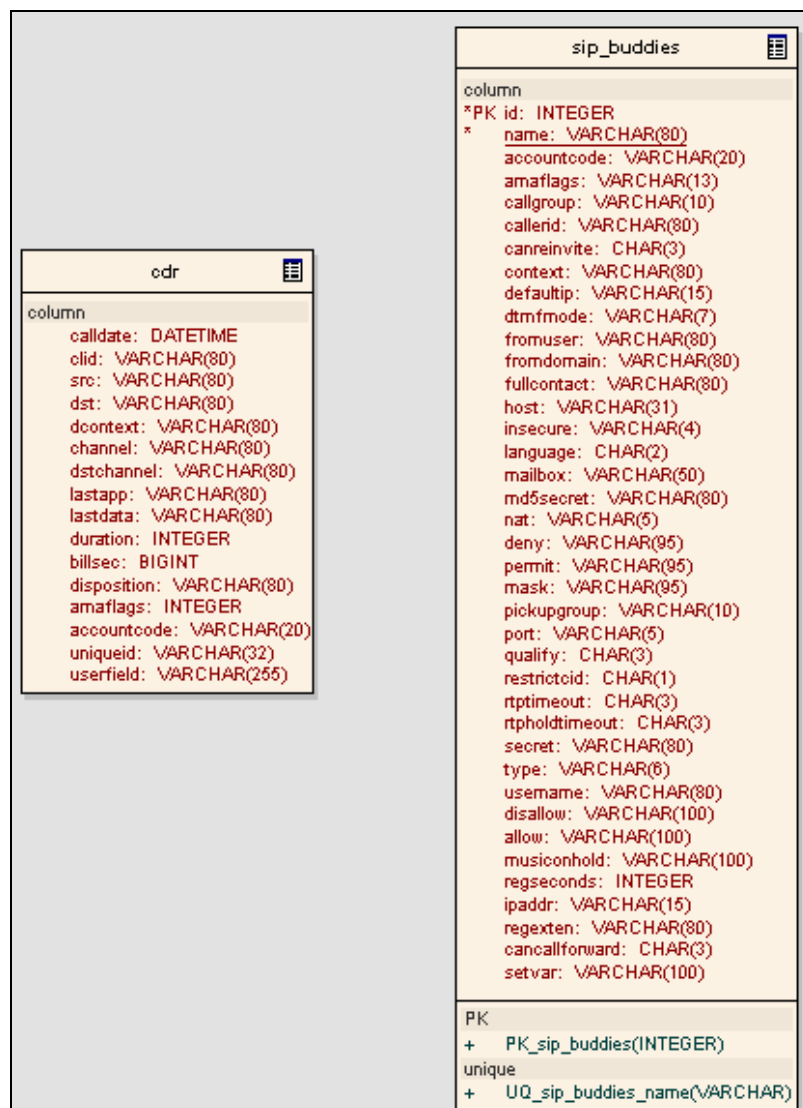 cdr
column
calldate: DATETIME
clid: VARCHAR(80)
src: VARCHAR(80)
dst: VARCHAR(80)
dcontext: VARCHAR(80)
channel: VARCHAR(80)
dstchannel: VARCHAR(80)
lastapp: VARCHAR(80)
lastdata: VARCHAR(80)
duration: INTEGER
billsec: BIGINT
disposition: VARCHAR(80)
amaflags: INTEGER
accountcode: VARCHAR(20)
uniqueid: VARCHAR(32)
userfield: VARCHAR(255)
sip_buddies
column
*PK id: INTEGER
* name: VARCHAR(80)
accountcode: VARCHAR(20)
amaflags: VARCHAR(13)
callgroup: VARCHAR(10)
callerid: VARCHAR(80)
canreinvite: CHAR(3)
context: VARCHAR(80)
defaultip: VARCHAR(15)
dtmfmode: VARCHAR(7)
fromuser: VARCHAR(80)
fromdomain: VARCHAR(80)
fullcontact: VARCHAR(80)
host: VARCHAR(31)
insecure: VARCHAR(4)
language: CHAR(2)
mailbox: VARCHAR(50)
md5secret: VARCHAR(80)
nat: VARCHAR(5)
deny: VARCHAR(95)
permit: VARCHAR(95)
mask: VARCHAR(95)
pickupgroup: VARCHAR(10)
port: VARCHAR(5)
qualify: CHAR(3)
restrictcid: CHAR(1)
rtptimeout: CHAR(3)
rtpholdtimeout: CHAR(3)
secret: VARCHAR(80)
type: VARCHAR(6)
username: VARCHAR(80)
disallow: VARCHAR(100)
allow: VARCHAR(100)
musiconhold: VARCHAR(100)
regseconds: INTEGER
ipaddr: VARCHAR(15)
regexten: VARCHAR(80)
cancallforward: CHAR(3)
setvar: VARCHAR(100)
PK
+ PK_sip_buddies(INTEGER)
unique
+ UQ_sip_buddies_name(VARCHAR)